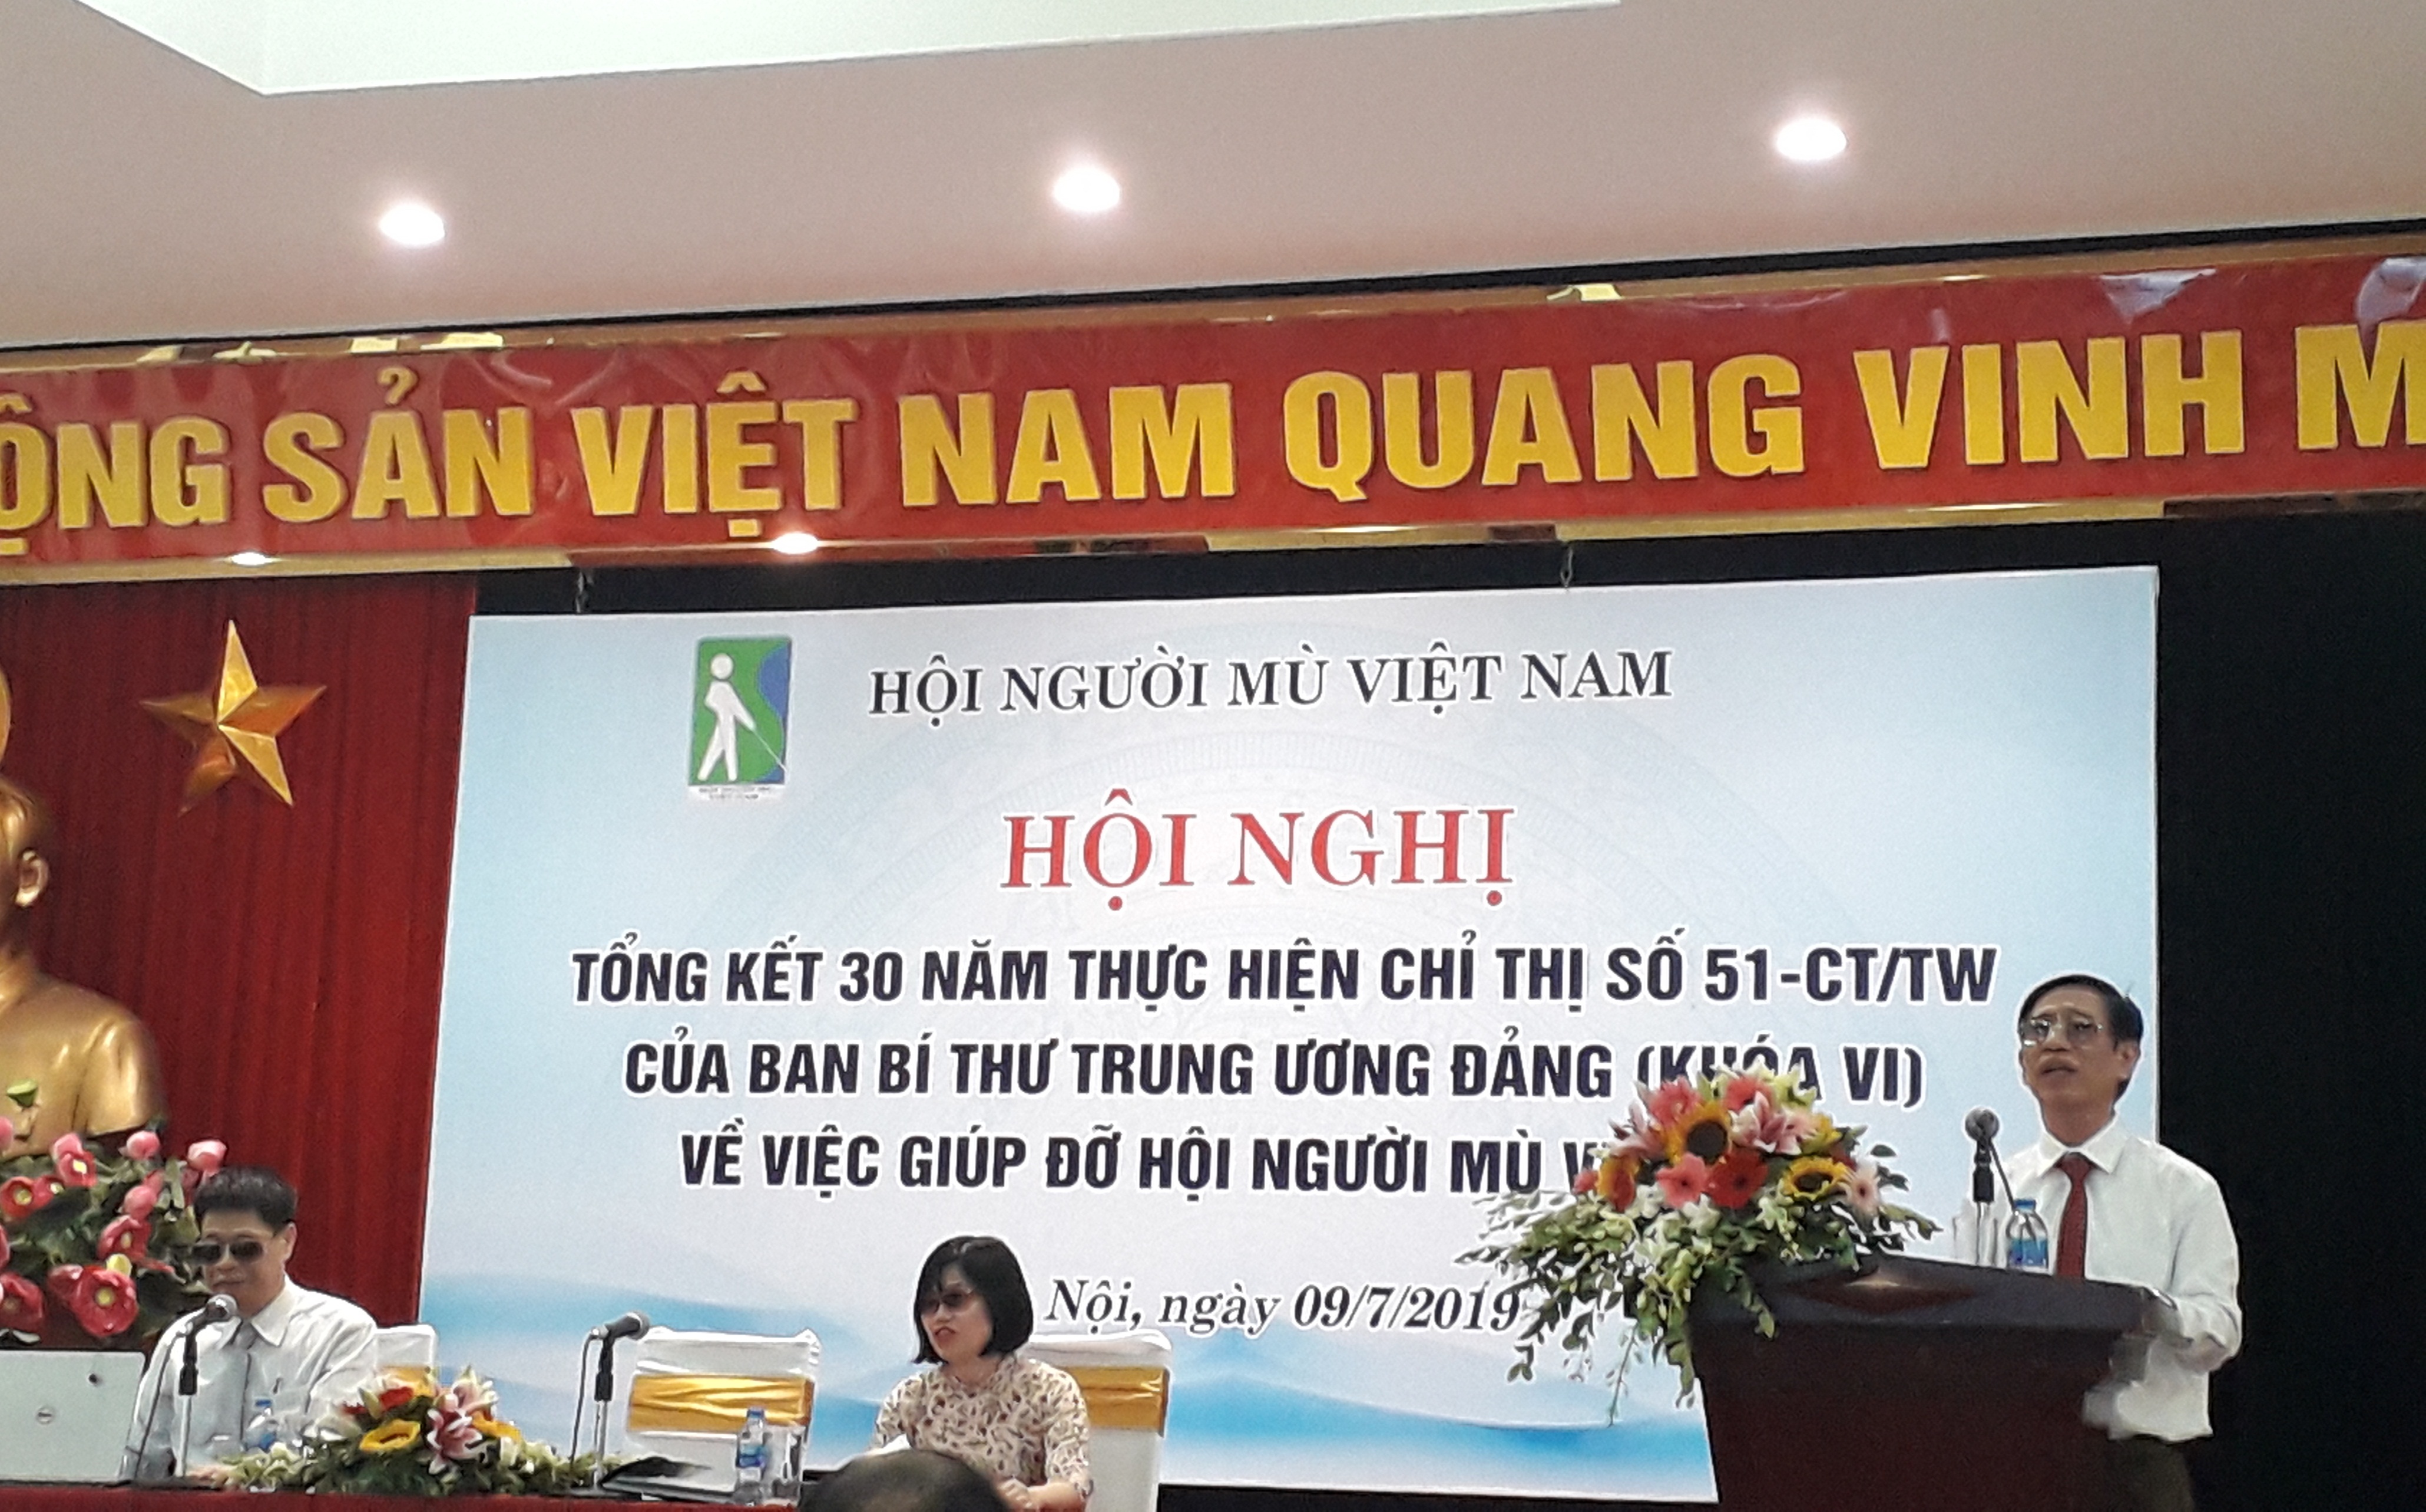 ỘNG SẢN VIỆT NAM QUANG VINH M
HỘI NGƯỜI MÙ VIỆT NAM
HỘI NGHỊ
TỔNG KẾT 30 NĂM THỰC HIỆN CHỈ THỊ SỐ 51-CT/TW
CỦA BAN BÍ THƯ TRUNG ƯƠNG ĐẢNG (KHÓA VI)
VỀ VIỆC GIÚP ĐỠ HỘI NGƯỜI MÙ V
Nội, ngày 09/7/2019